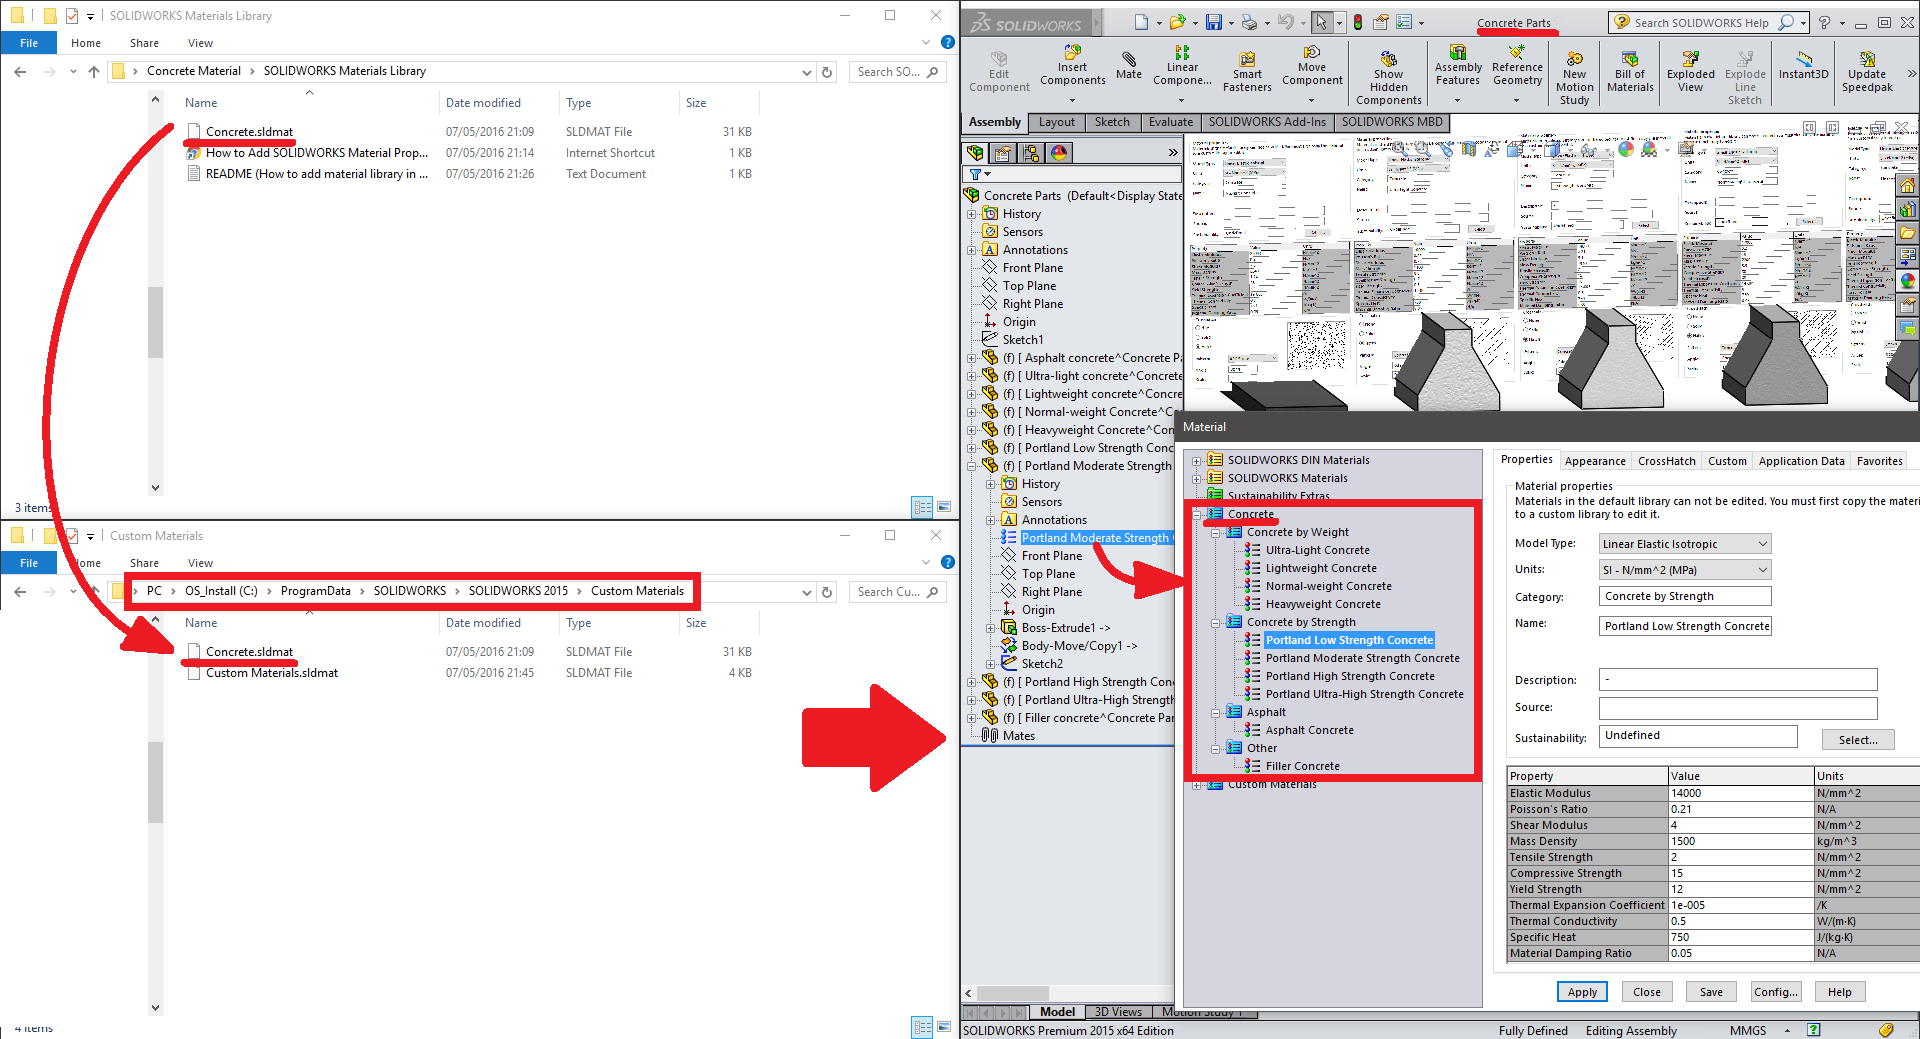 SOLIDWORKS Materials Library
File Home Share View
Concrete Material > SOLIDWORKS Materials Library
Search SO...
Name Date modified Type Size
Concrete.sldmat 07/05/2016 21:09 SLDMAT File 31 KB
How to Add SOLIDWORKS Material Prop... 07/05/2016 21:14 Internet Shortcut 1 KB
README (How to add material library in ... 07/05/2016 21:26 Text Document 1 KB
3 items
Custom Materials
File Home Share View
PC > OS_Install (C:) > ProgramData > SOLIDWORKS > SOLIDWORKS 2015 > Custom Materials
Search Cu...
Name Date modified Type Size
Concrete.sldmat 07/05/2016 21:09 SLDMAT File 31 KB
Custom Materials.sldmat 07/05/2016 21:45 SLDMAT File 4 KB
4 items
SOLIDWORKS
Concrete Parts
Search SOLIDWORKS Help
Edit Component
Insert Components
Mate
Linear Compone...
Smart Fasteners
Move Component
Show Hidden Components
Assembly Features
Reference Geometry
New Motion Study
Bill of Materials
Exploded View
Explode Line Sketch
Instant3D
Update Speedpak
Assembly Layout Sketch Evaluate SOLIDWORKS Add-Ins SOLIDWORKS MBD
Concrete Parts (Default<Display State
History
Sensors
Annotations
Front Plane
Top Plane
Right Plane
Origin
Sketch1
(f) [ Asphalt concrete^Concrete Pa
(f) [ Ultra-light concrete^Concrete
(f) [ Lightweight concrete^Concre
(f) [ Normal-weight Concrete^Co
(f) [ Heavyweight Concrete^Con
(f) [ Portland Low Strength Conc
(f) [ Portland Moderate Strength
History
Sensors
Annotations
Portland Moderate Strength C
Front Plane
Top Plane
Right Plane
Origin
Boss-Extrude1 ->
Body-Move/Copy1 ->
Sketch2
(f) [ Portland High Strength Conc
(f) [ Portland Ultra-High Strength
(f) [ Filler concrete^Concrete Par
Mates
Model 3D Views Motion Study 1
SOLIDWORKS Premium 2015 x64 Edition
Fully Defined Editing Assembly MMGS
Material
SOLIDWORKS DIN Materials
SOLIDWORKS Materials
Sustainability Extras
Concrete
Concrete by Weight
Ultra-Light Concrete
Lightweight Concrete
Normal-weight Concrete
Heavyweight Concrete
Concrete by Strength
Portland Low Strength Concrete
Portland Moderate Strength Concrete
Portland High Strength Concrete
Portland Ultra-High Strength Concrete
Asphalt
Asphalt Concrete
Other
Filler Concrete
Custom Materials
Properties Appearance CrossHatch Custom Application Data Favorites
Material properties
Materials in the default library can not be edited. You must first copy the materi
to a custom library to edit it.
Model Type: Linear Elastic Isotropic
Units: SI - N/mm^2 (MPa)
Category: Concrete by Strength
Name: Portland Low Strength Concrete
Description: -
Source:
Sustainability: Undefined Select...
Property Value Units
Elastic Modulus 14000 N/mm^2
Poisson's Ratio 0.21 N/A
Shear Modulus 4 N/mm^2
Mass Density 1500 kg/m^3
Tensile Strength 2 N/mm^2
Compressive Strength 15 N/mm^2
Yield Strength 12 N/mm^2
Thermal Expansion Coefficient 1e-005 /K
Thermal Conductivity 0.5 W/(m·K)
Specific Heat 750 J/(kg·K)
Material Damping Ratio 0.05 N/A
Apply Close Save Config... Help